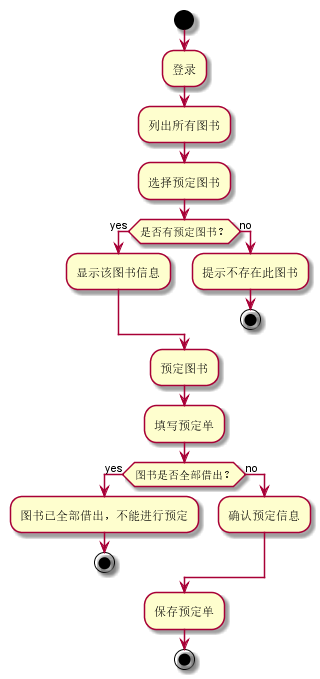 登录
列出所有图书
选择预定图书
yes
是否有预定图书?
no
显示该图书信息
提示不存在此图书
预定图书
填写预定单
yes
图书是否全部借出?
no
图书已全部借出，不能进行预定
确认预定信息
保存预定单